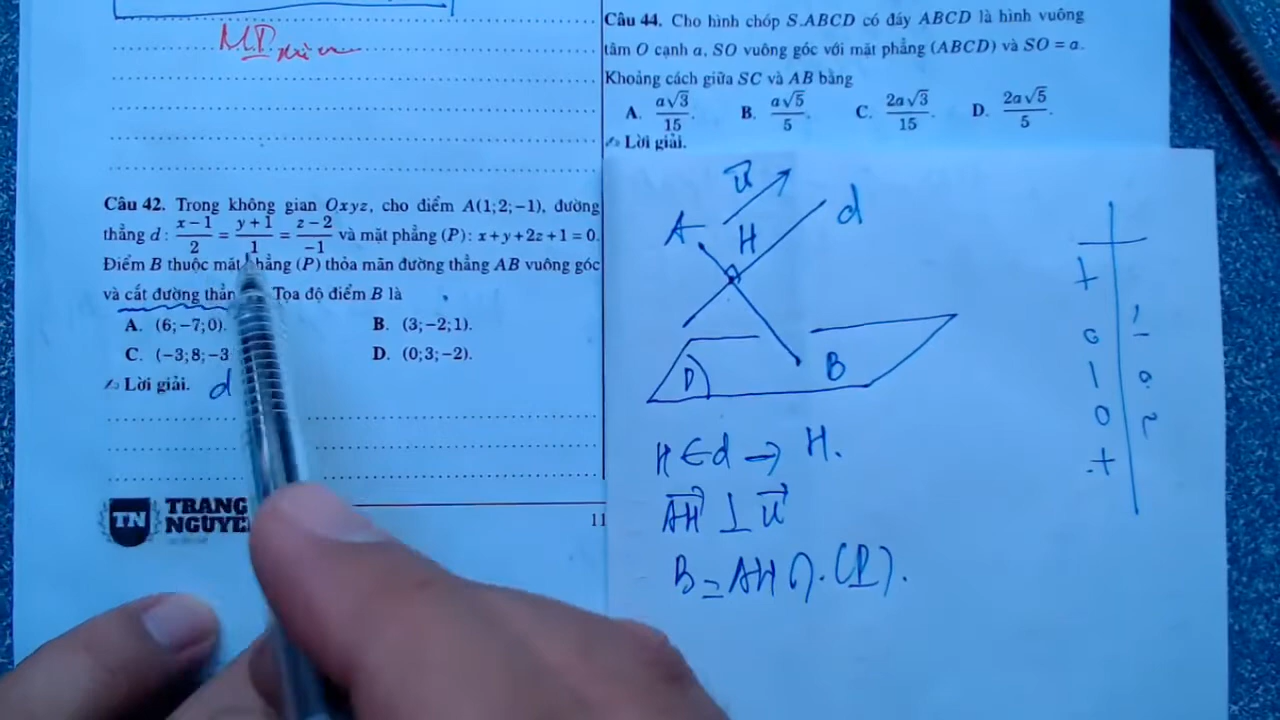 Câu 42. Trong không gian Oxyz, cho điểm A(1;2;−1), đường
thẳng d : (x−1)/2 = (y+1)/1 = (z−2)/−1 và mặt phẳng (P): x+y+2z+1=0.
Điểm B thuộc mặt phẳng (P) thỏa mãn đường thẳng AB vuông góc
và cắt đường thẳn Tọa độ điểm B là
A. (6;−7;0).
B. (3;−2;1).
C. (−3;8;−3
D. (0;3;−2).
Lời giải.
d
TN TRANG
NGUYE
11
Câu 44. Cho hình chóp S.ABCD có đáy ABCD là hình vuông
tâm O cạnh a, SO vuông góc với mặt phẳng (ABCD) và SO = a.
Khoảng cách giữa SC và AB bằng
A. a√3/15.
B. a√5/5.
C. 2a√3/15.
D. 2a√5/5.
Lời giải.
u⃗
A
H
d
P
B
H ∈ d → H.
AH⃗ ⊥ u⃗
B = AH ∩ (P).